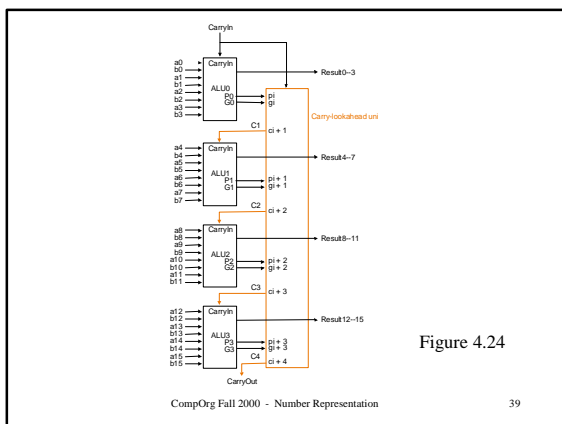 CarryIn
a0
b0
a1
b1
a2
b2
a3
b3
CarryIn
ALU0
P0
G0
Result0--3
pi
gi
Carry-lookahead uni
C1
ci + 1
a4
b4
a5
b5
a6
b6
a7
b7
CarryIn
ALU1
P1
G1
Result4--7
pi + 1
gi + 1
C2
ci + 2
a8
b8
a9
b9
a10
b10
a11
b11
CarryIn
ALU2
P2
G2
Result8--11
pi + 2
gi + 2
C3
ci + 3
a12
b12
a13
b13
a14
b14
a15
b15
CarryIn
ALU3
P3
G3
Result12--15
pi + 3
gi + 3
C4
ci + 4
CarryOut
Figure 4.24
CompOrg Fall 2000 - Number Representation
39